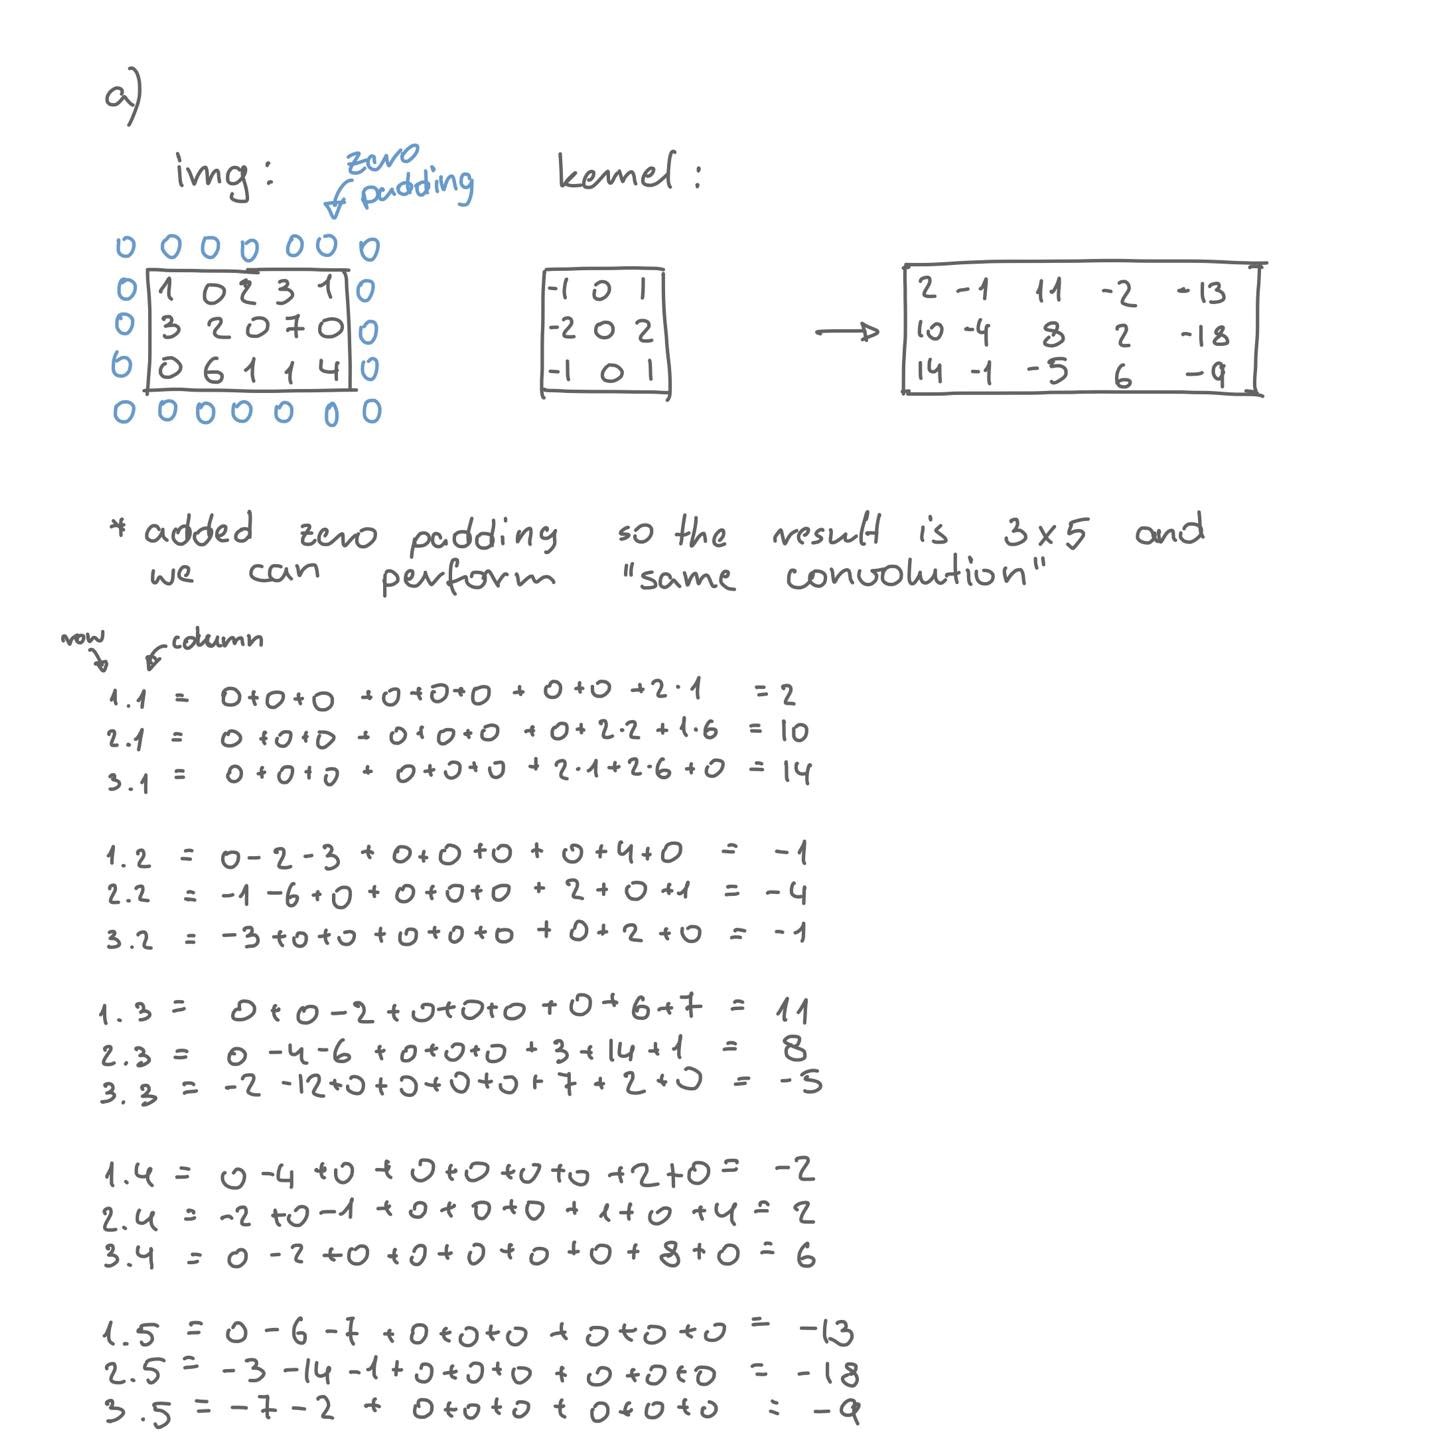 a)
img: zero padding kernel:
0 0 0 0 0 0 0
0 1 0 2 3 1 0 -1 0 1 2 -1 11 -2 -13
0 3 2 0 7 0 0 -2 0 2 → 10 -4 8 2 -18
0 0 6 1 1 4 0 -1 0 1 14 -1 -5 6 -9
0 0 0 0 0 0 0
* added zero padding so the result is 3x5 and
we can perform "same convolution"
row column
1.1 = 0+0+0 +0+0+0 + 0+0 +2·1 = 2
2.1 = 0+0+0 + 0+0+0 + 0+2·2+1·6 = 10
3.1 = 0+0+0 + 0+0+0 + 2·1+2·6+0 = 14
1.2 = 0-2-3 + 0+0+0 + 0+4+0 = -1
2.2 = -1-6+0 + 0+0+0 + 2+0+1 = -4
3.2 = -3+0+0 +0+0+0 + 0+2+0 = -1
1.3 = 0+0-2+0+0+0+0+6+7 = 11
2.3 = 0-4-6 + 0+0+0 + 3+14+1 = 8
3.3 = -2-12+0+0+0+0+7+2+0 = -5
1.4 = 0-4+0 + 0+0+0+0 +2+0 = -2
2.4 = -2+0-1 + 0+0+0 + 1+0+4 = 2
3.4 = 0-2+0+0+0+0+0+8+0 = 6
1.5 = 0-6-7 + 0+0+0 + 0+0+0 = -13
2.5 = -3-14-1+0+0+0 + 0+0+0 = -18
3.5 = -7-2 + 0+0+0 + 0+0+0 = -9